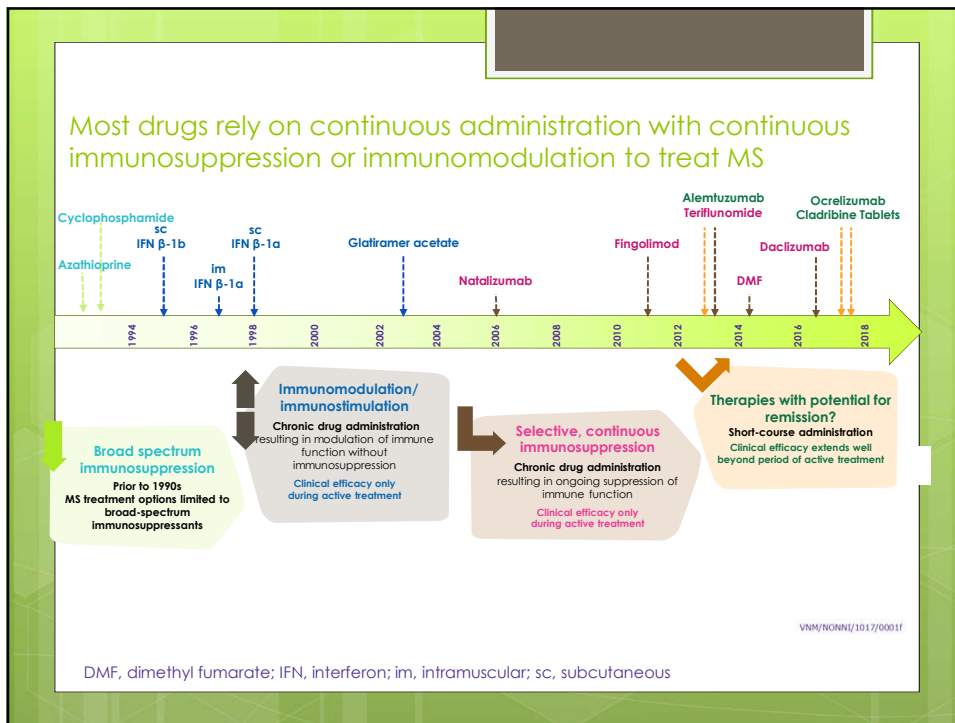 Most drugs rely on continuous administration with continuous
immunosuppression or immunomodulation to treat MS
Cyclophosphamide
Azathioprine
sc
IFN β-1b
im
IFN β-1a
sc
IFN β-1a
Glatiramer acetate
Natalizumab
Fingolimod
Alemtuzumab
Teriflunomide
DMF
Daclizumab
Ocrelizumab
Cladribine Tablets
1994
1996
1998
2000
2002
2004
2006
2008
2010
2012
2014
2016
2018
Broad spectrum
immunosuppression
Prior to 1990s
MS treatment options limited to
broad-spectrum
immunosuppressants
Immunomodulation/
immunostimulation
Chronic drug administration
resulting in modulation of immune
function without
immunosuppression
Clinical efficacy only
during active treatment
Selective, continuous
immunosuppression
Chronic drug administration
resulting in ongoing suppression of
immune function
Clinical efficacy only
during active treatment
Therapies with potential for
remission?
Short-course administration
Clinical efficacy extends well
beyond period of active treatment
VNM/NONNI/1017/0001f
DMF, dimethyl fumarate; IFN, interferon; im, intramuscular; sc, subcutaneous